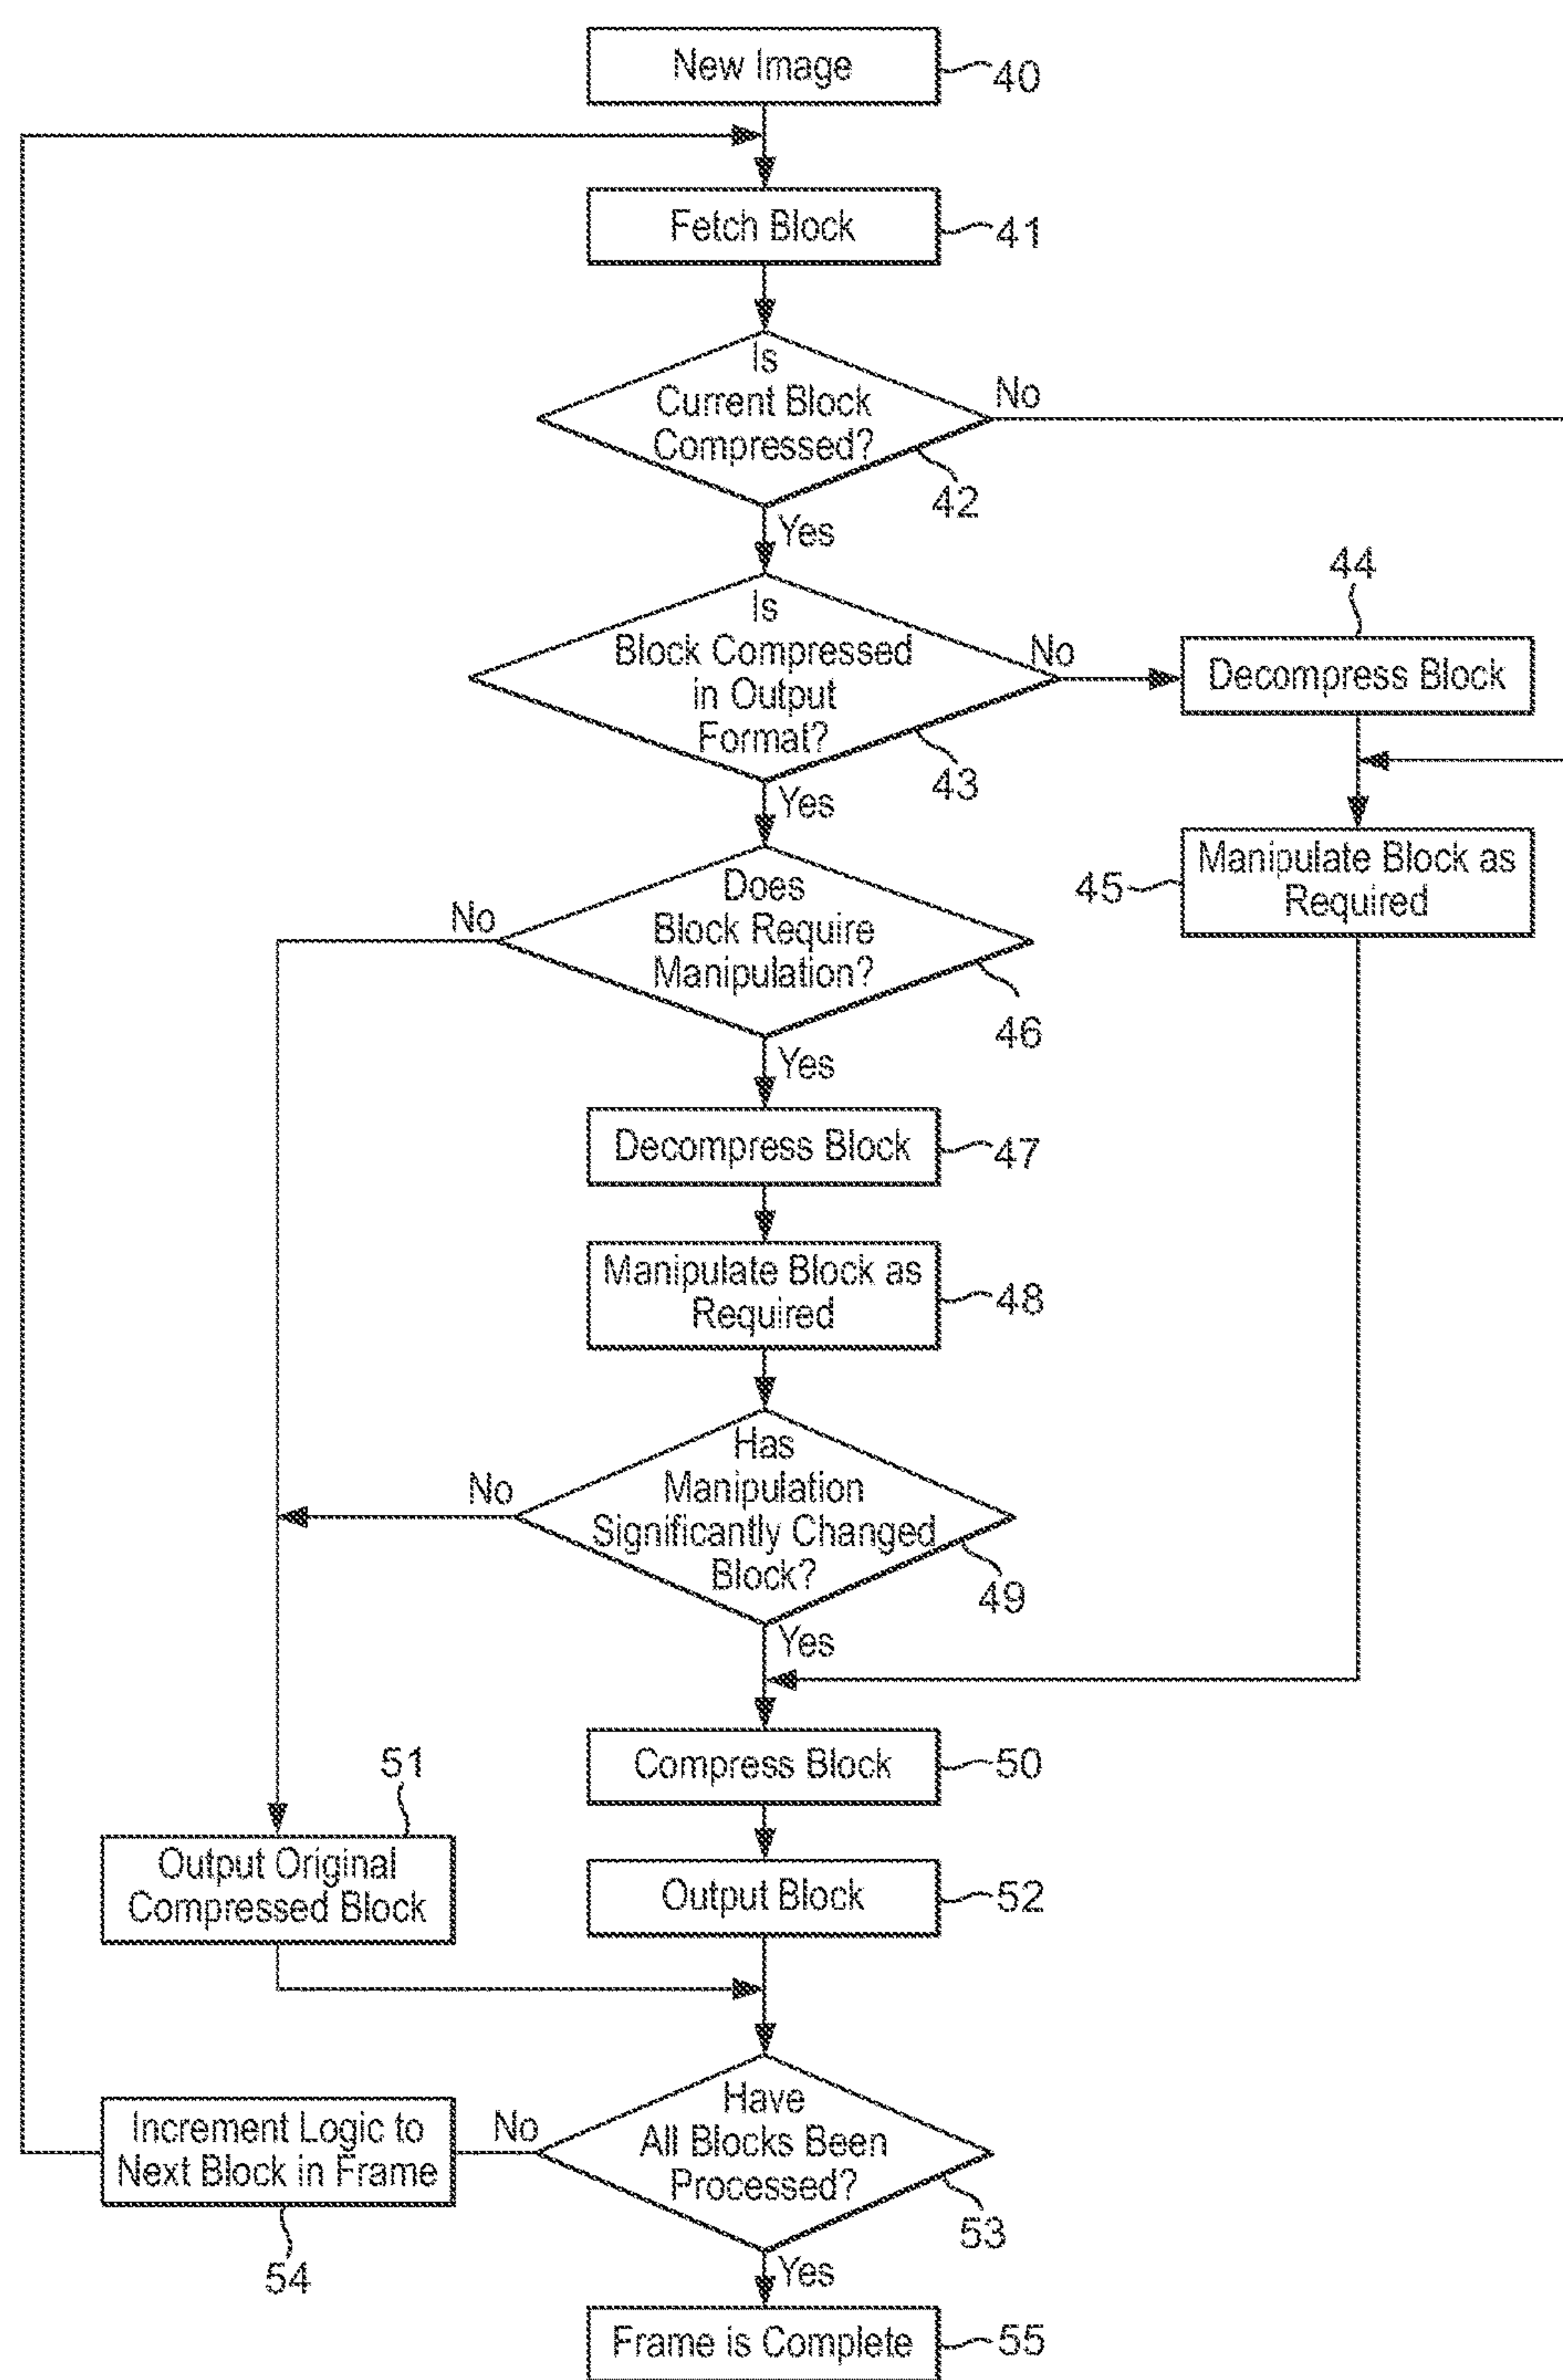 New Image
40
Fetch Block
41
Is
Current Block
Compressed?
No
42
Yes
44
Is
Block Compressed
in Output
Format?
No
Decompress Block
43
Yes
Manipulate Block as
Required
45
Does
Block Require
Manipulation?
No
46
Yes
Decompress Block
47
Manipulate Block as
Required
48
Has
Manipulation
Significantly Changed
Block?
No
49
Yes
Compress Block
50
51
Output Original
Compressed Block
Output Block
52
Have
All Blocks Been
Processed?
No
Increment Logic to
Next Block in Frame
53
54
Yes
Frame is Complete
55